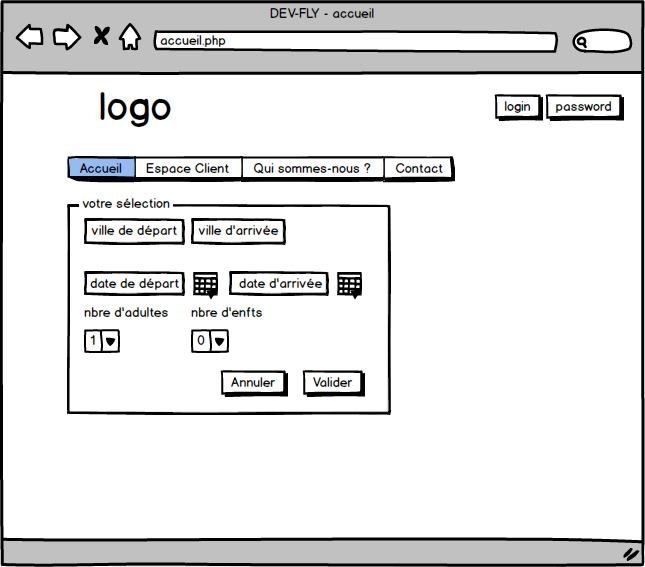 DEV-FLY - accueil
accueil.php
logo
login password
Accueil Espace Client Qui sommes-nous ? Contact
votre sélection
ville de départ ville d'arrivée
date de départ date d'arrivée
nbre d'adultes nbre d'enfts
1 0
Annuler Valider